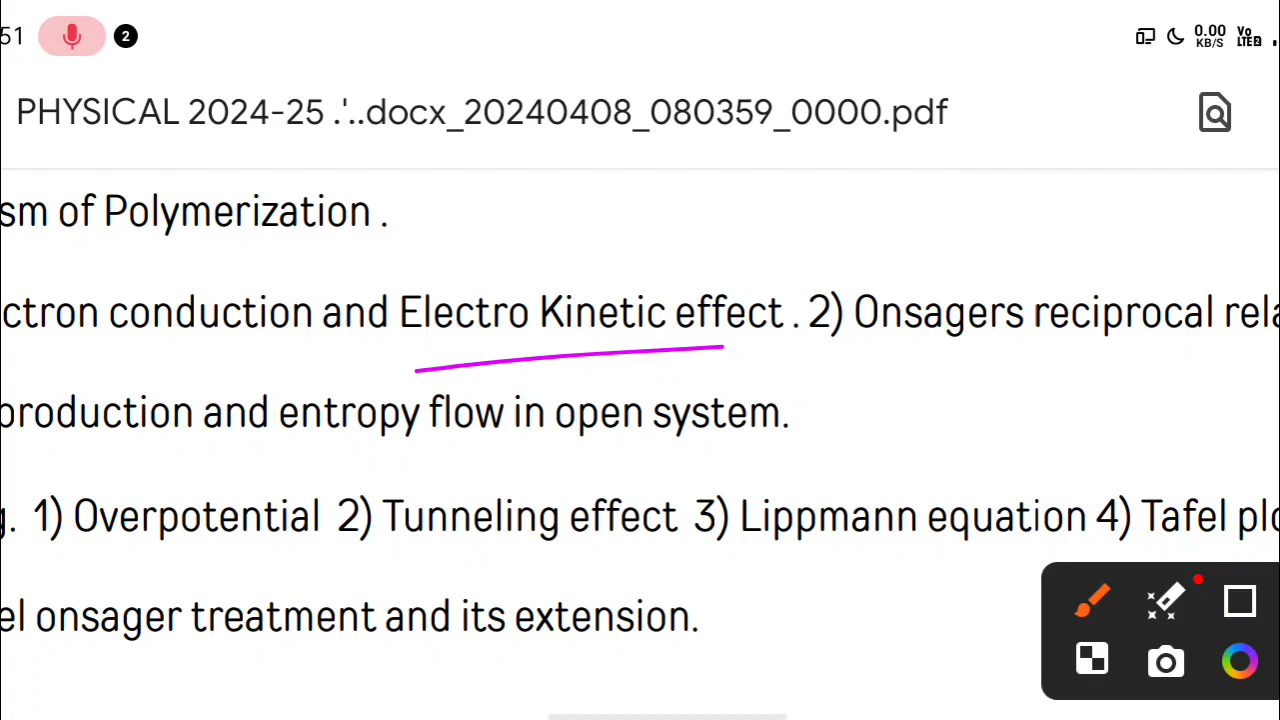 51 2 0.00 KB/S Vo LTE2
PHYSICAL 2024-25 .'..docx_20240408_080359_0000.pdf
sm of Polymerization .
ctron conduction and Electro Kinetic effect . 2) Onsagers reciprocal rela
production and entropy flow in open system.
g. 1) Overpotential 2) Tunneling effect 3) Lippmann equation 4) Tafel plo
el onsager treatment and its extension.